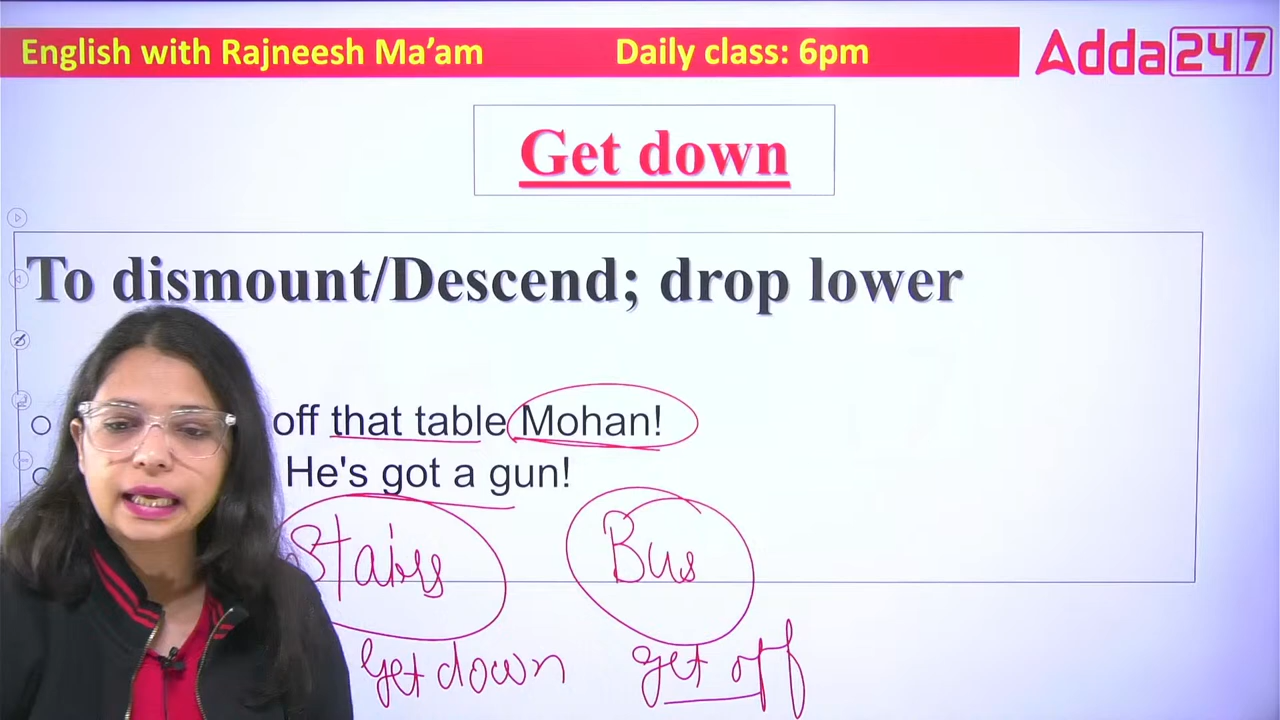 English with Rajneesh Ma’am Daily class: 6pm
Adda247
Get down
To dismount/Descend; drop lower
off that table Mohan!
He's got a gun!
Stairs Bus
get down get off